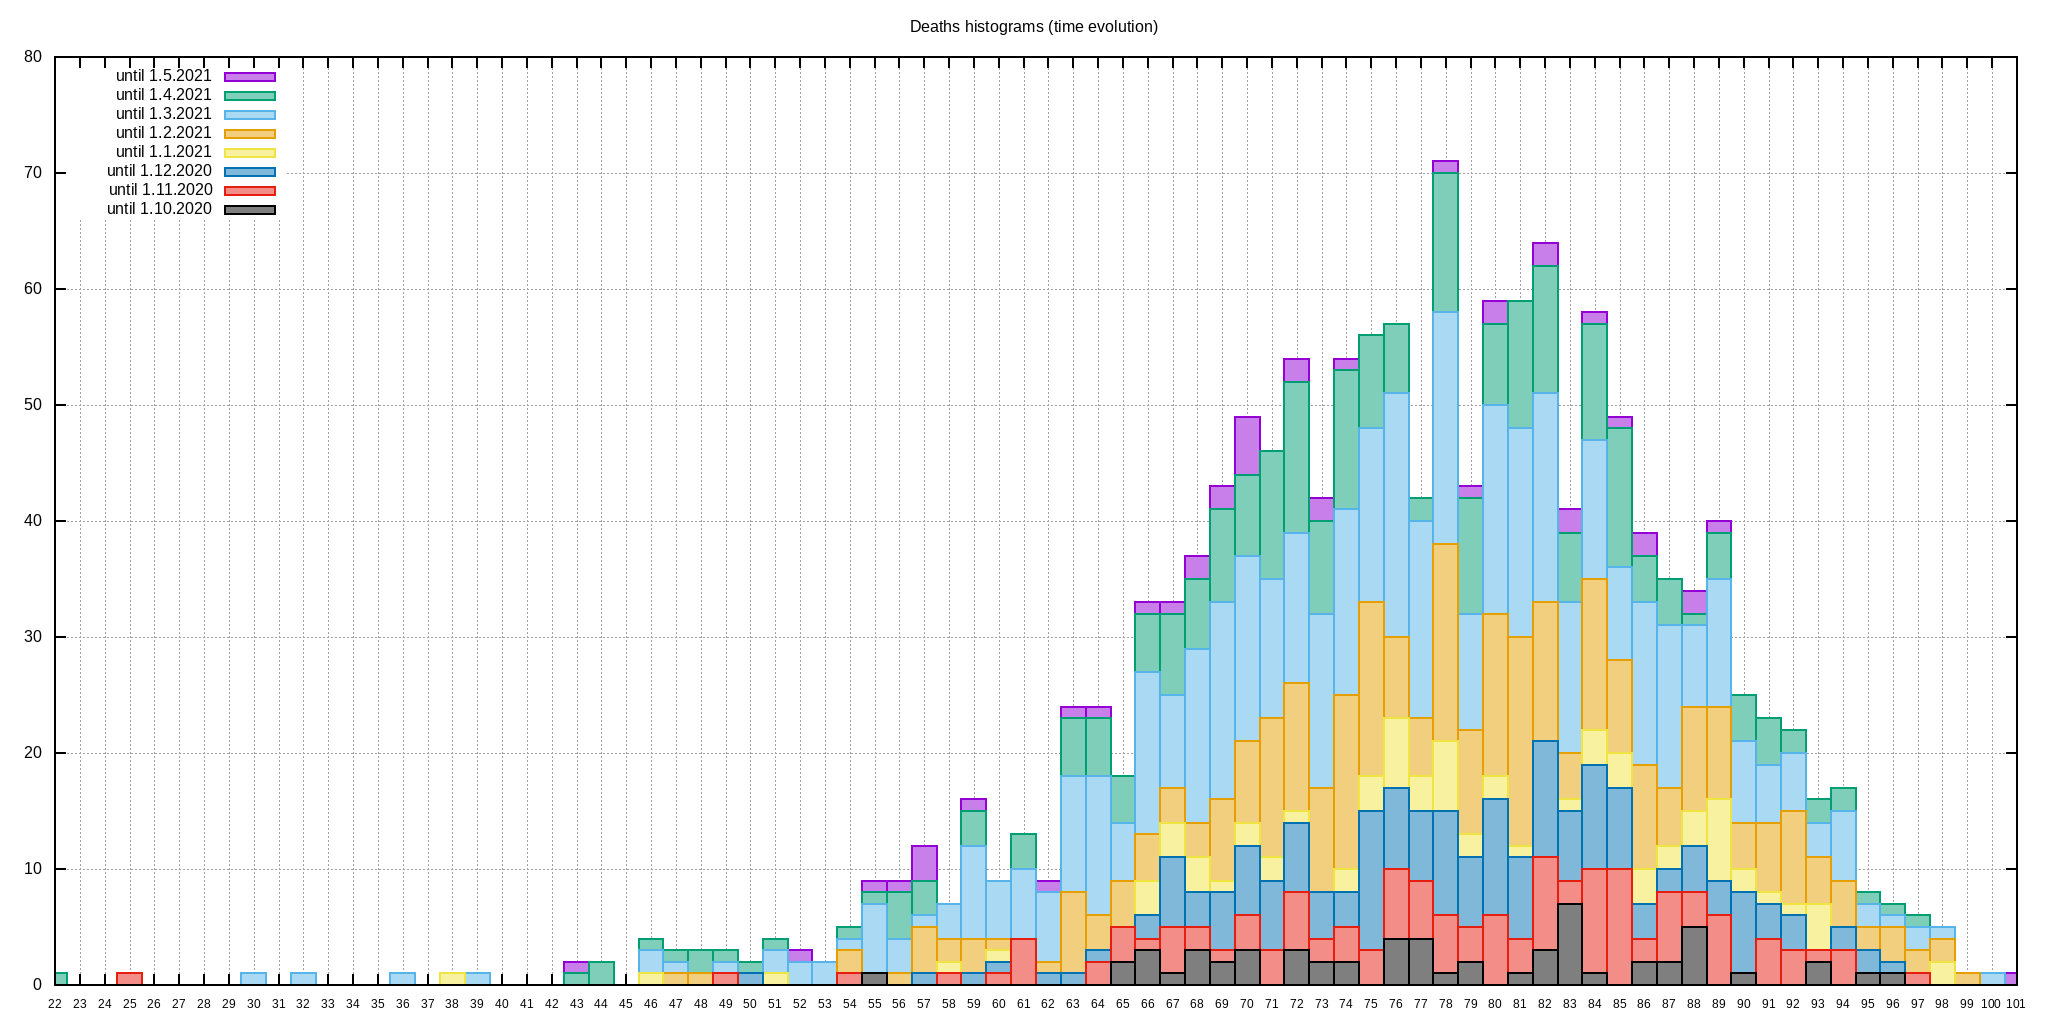 Deaths histograms (time evolution)
80
70
60
50
40
30
20
10
0
until 1.5.2021
until 1.4.2021
until 1.3.2021
until 1.2.2021
until 1.1.2021
until 1.12.2020
until 1.11.2020
until 1.10.2020
22 23 24 25 26 27 28 29 30 31 32 33 34 35 36 37 38 39 40 41 42 43 44 45 46 47 48 49 50 51 52 53 54 55 56 57 58 59 60 61 62 63 64 65 66 67 68 69 70 71 72 73 74 75 76 77 78 79 80 81 82 83 84 85 86 87 88 89 90 91 92 93 94 95 96 97 98 99 100 101